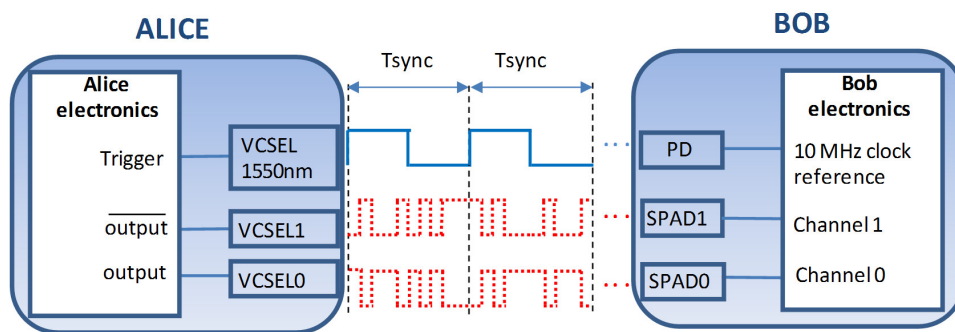 ALICE
BOB
Tsync
Tsync
Alice
electronics
Bob
electronics
Trigger
VCSEL
1550nm
...
PD
10 MHz clock
reference
output
VCSEL1
...
SPAD1
Channel 1
output
VCSEL0
...
SPAD0
Channel 0